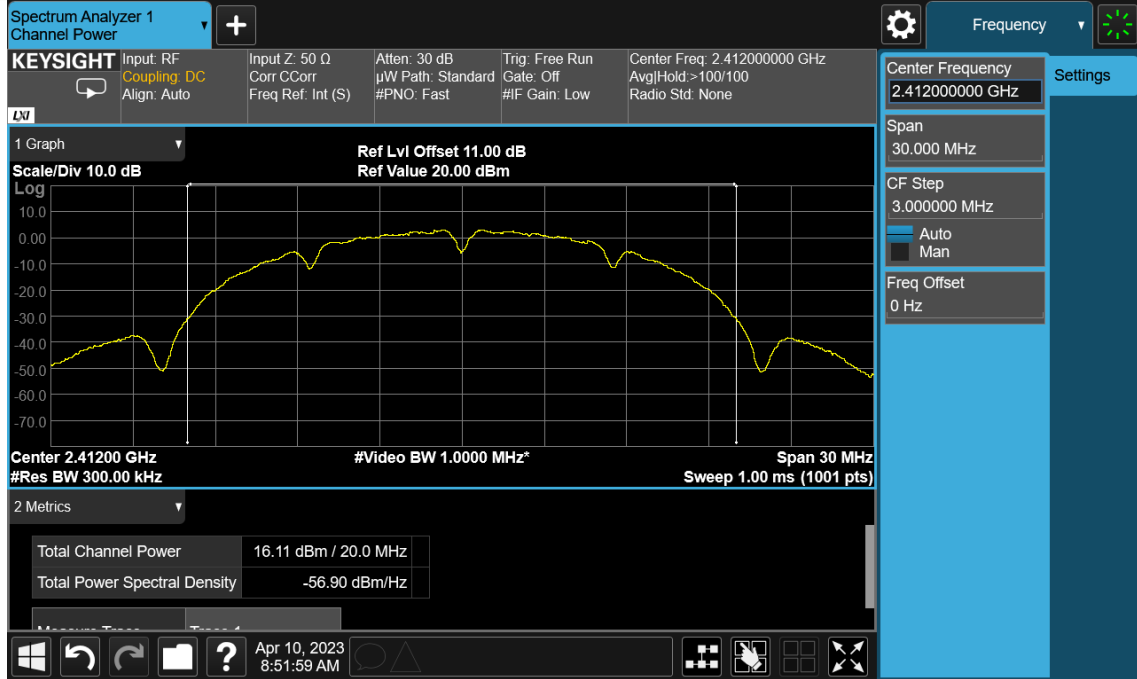 Spectrum Analyzer 1
Channel Power
Frequency
KEYSIGHT
LXI
Input: RF
Coupling: DC
Align: Auto
Input Z: 50 Ω
Corr CCorr
Freq Ref: Int (S)
Atten: 30 dB
µW Path: Standard
#PNO: Fast
Trig: Free Run
Gate: Off
#IF Gain: Low
Center Freq: 2.412000000 GHz
Avg|Hold:>100/100
Radio Std: None
Center Frequency
2.412000000 GHz
Settings
Span
30.000 MHz
CF Step
3.000000 MHz
Auto
Man
Freq Offset
0 Hz
1 Graph
Scale/Div 10.0 dB
Ref Lvl Offset 11.00 dB
Ref Value 20.00 dBm
Log
10.0
0.00
-10.0
-20.0
-30.0
-40.0
-50.0
-60.0
-70.0
Center 2.41200 GHz
#Video BW 1.0000 MHz*
Span 30 MHz
#Res BW 300.00 kHz
Sweep 1.00 ms (1001 pts)
2 Metrics
Total Channel Power 16.11 dBm / 20.0 MHz
Total Power Spectral Density -56.90 dBm/Hz
Measure Trace Trace 1
?
Apr 10, 2023
8:51:59 AM